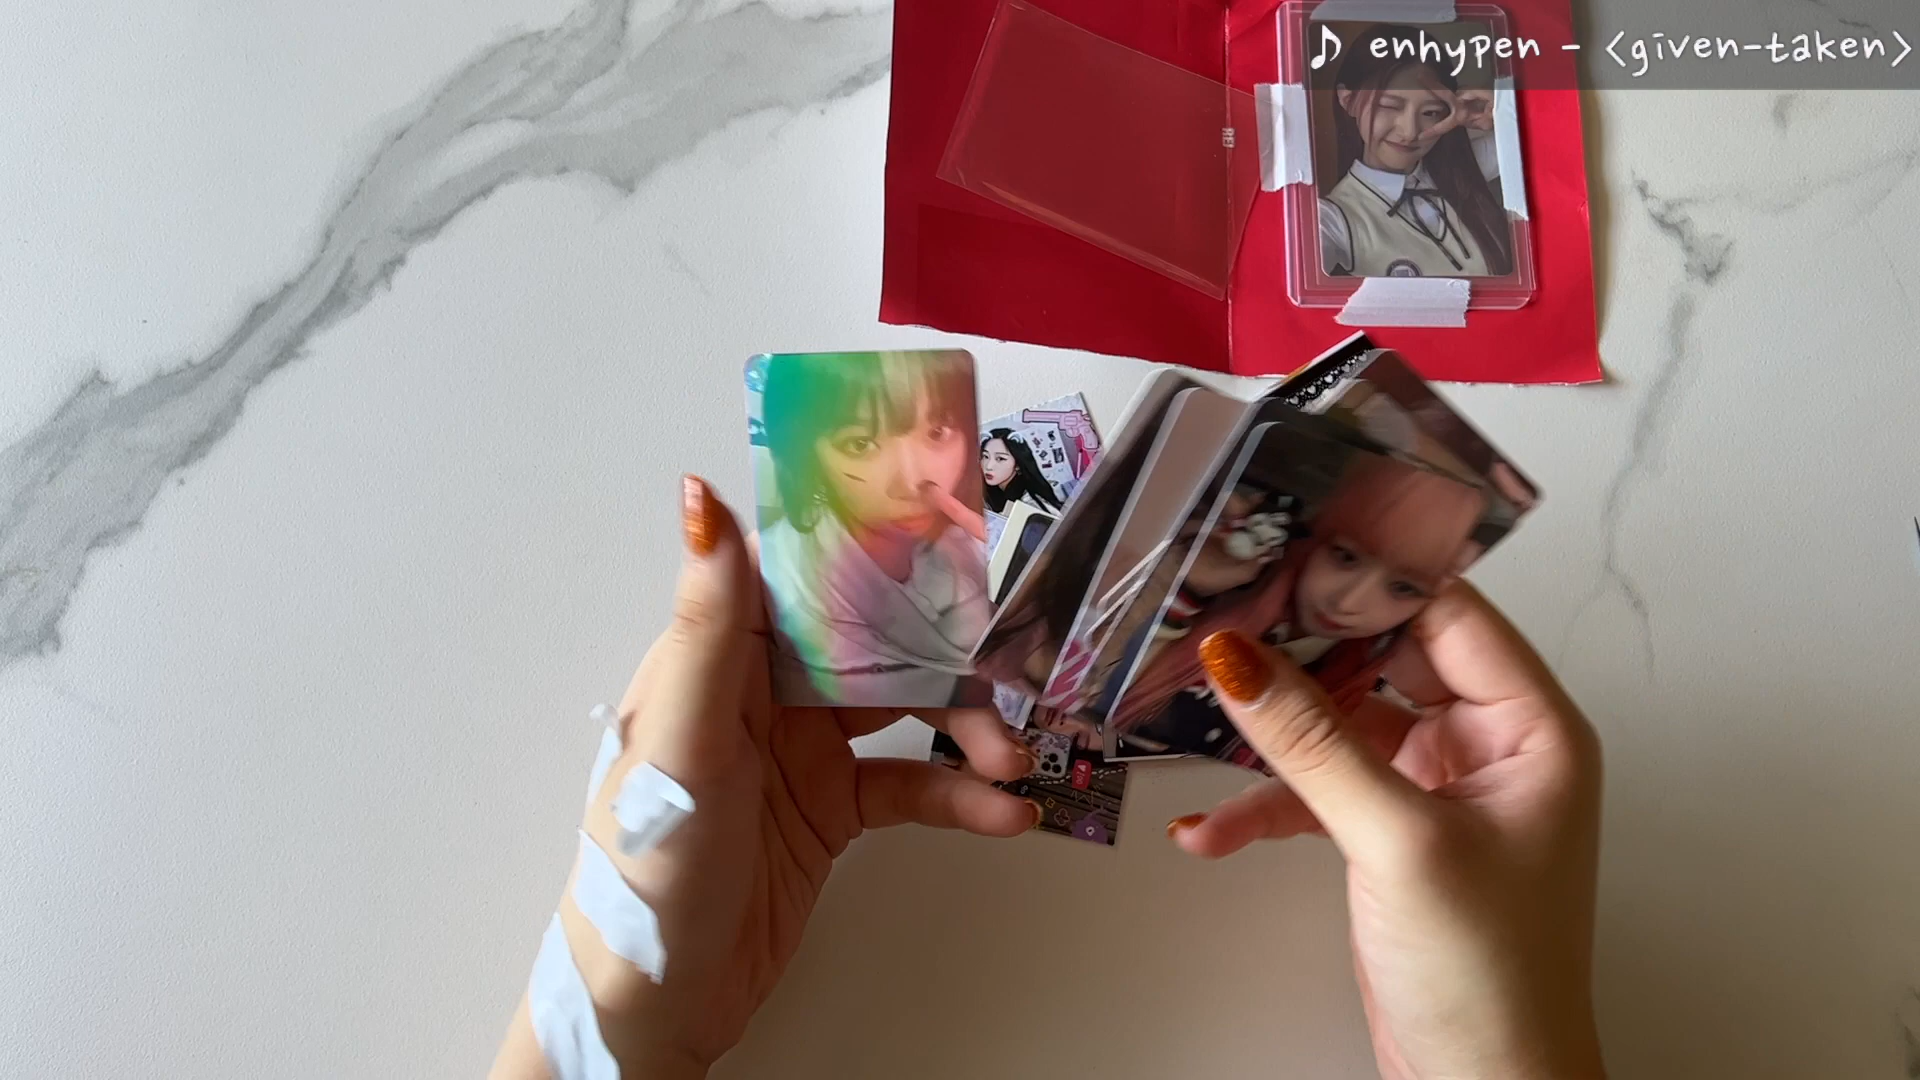 ♪ enhypen - <given-taken>